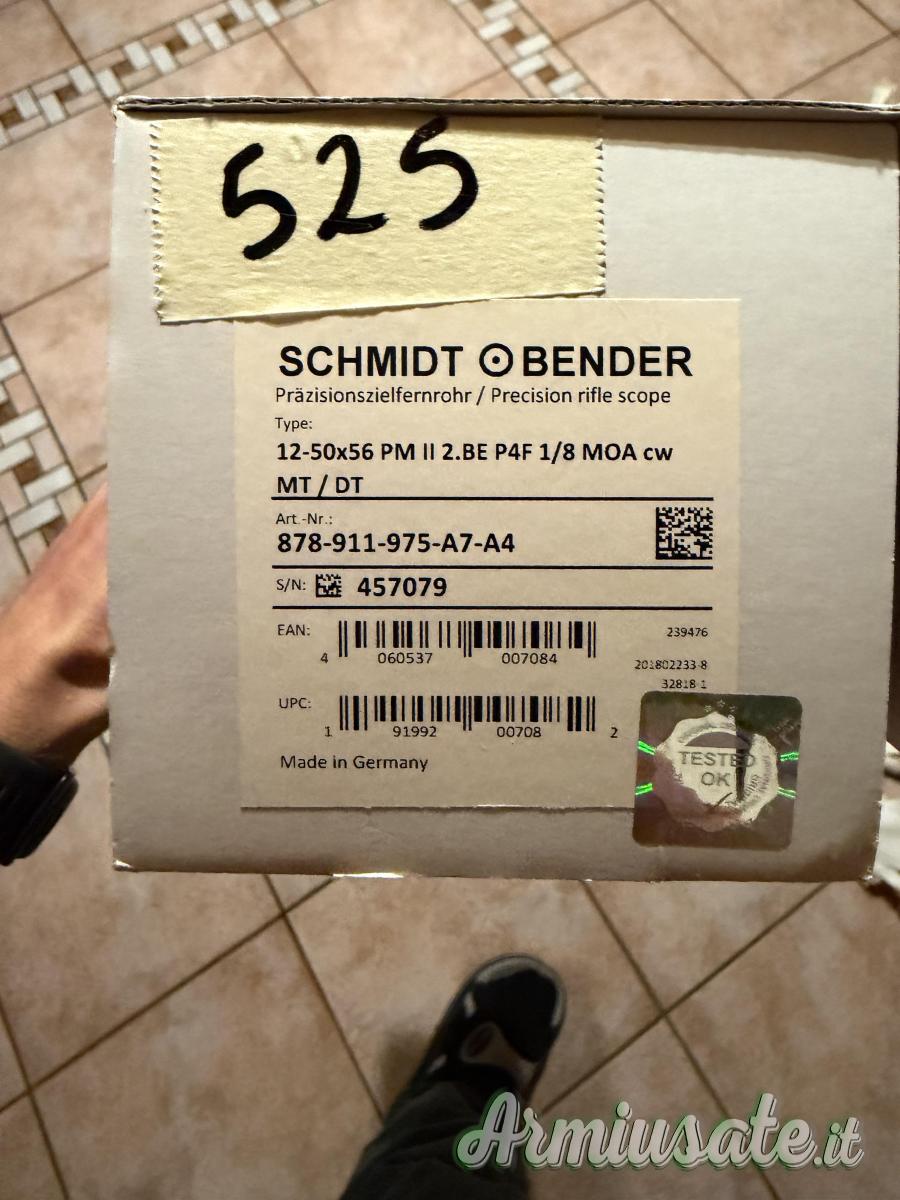 525
SCHMIDT BENDER
Präzisionszielfernrohr / Precision rifle scope
Type:
12-50x56 PM II 2.BE P4F 1/8 MOA cw
MT / DT
Art.-Nr.:
878-911-975-A7-A4
S/N: 457079
EAN:
4 060537 007084
239476
201802233-8
32818-1
UPC:
1 91992 00708 2
Made in Germany
TESTED
OK
Armiusate.it